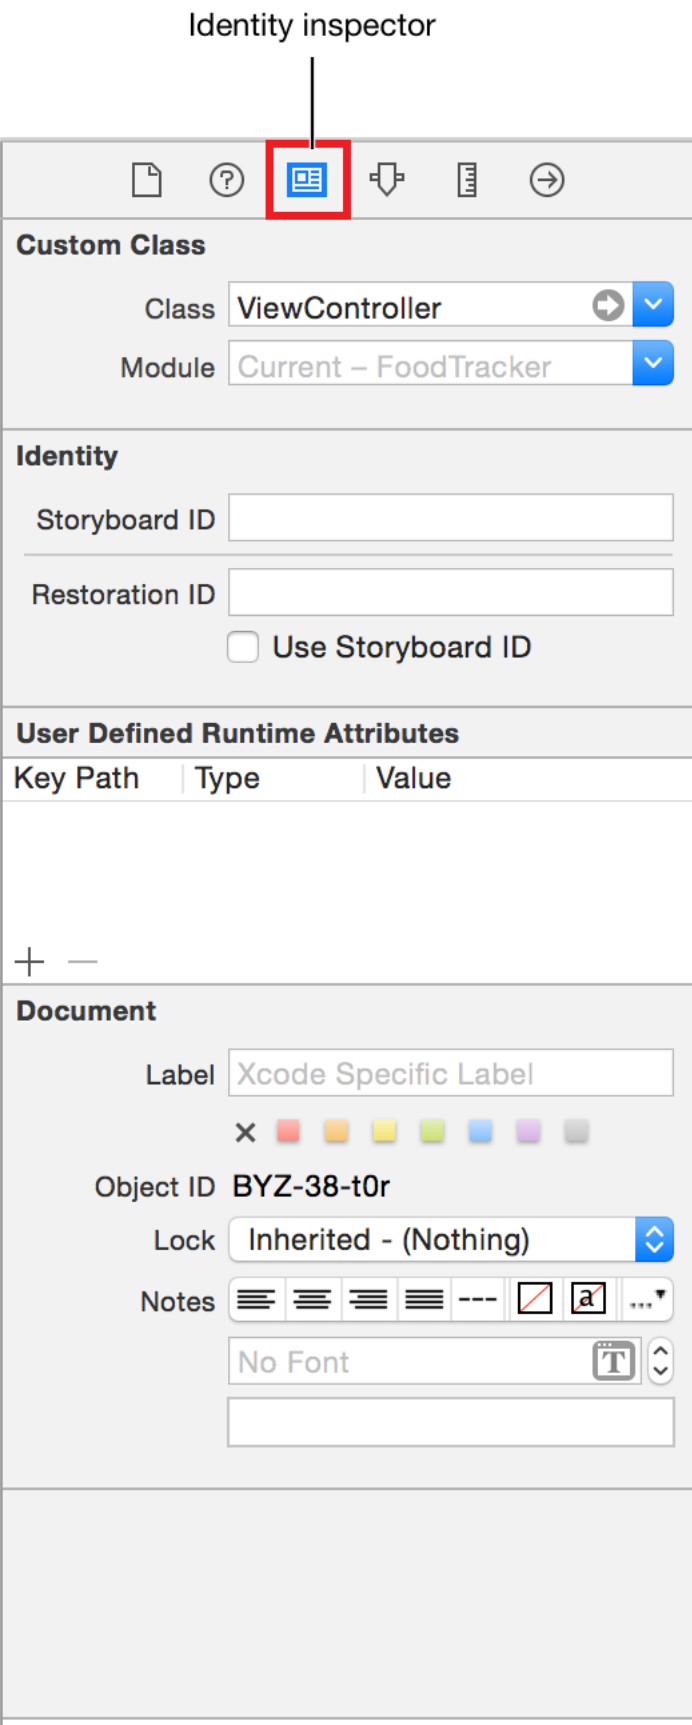 Identity inspector
Custom Class
Class ViewController
Module Current – FoodTracker
Identity
Storyboard ID
Restoration ID
Use Storyboard ID
User Defined Runtime Attributes
Key Path Type Value
Document
Label Xcode Specific Label
Object ID BYZ-38-t0r
Lock Inherited - (Nothing)
Notes --- a ...
No Font T